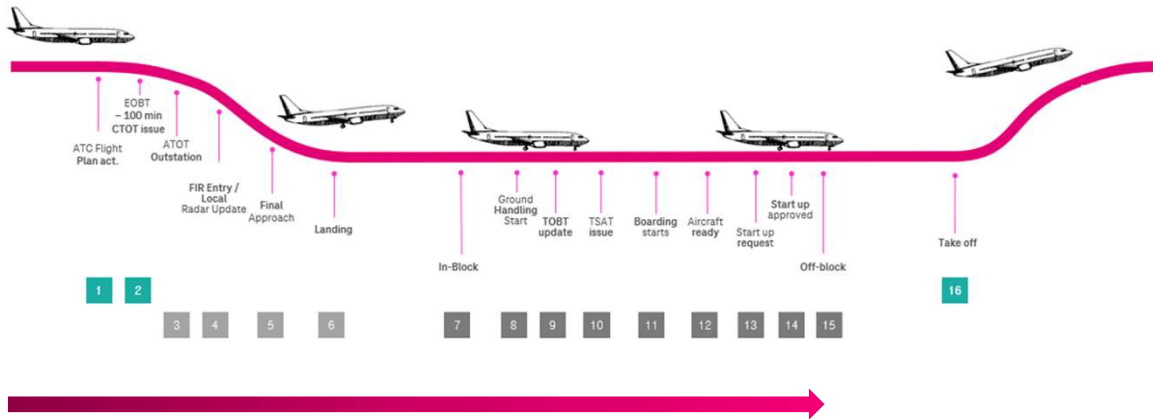 ATC Flight
Plan act.
EOBT
– 100 min
CTOT issue
ATOT
Outstation
FIR Entry /
Local
Radar Update
Final
Approach
Landing
In-Block
Ground
Handling
Start
TOBT
update
TSAT
issue
Boarding
starts
Aircraft
ready
Start up
request
Start up
approved
Off-block
Take off
1
2
3
4
5
6
7
8
9
10
11
12
13
14
15
16